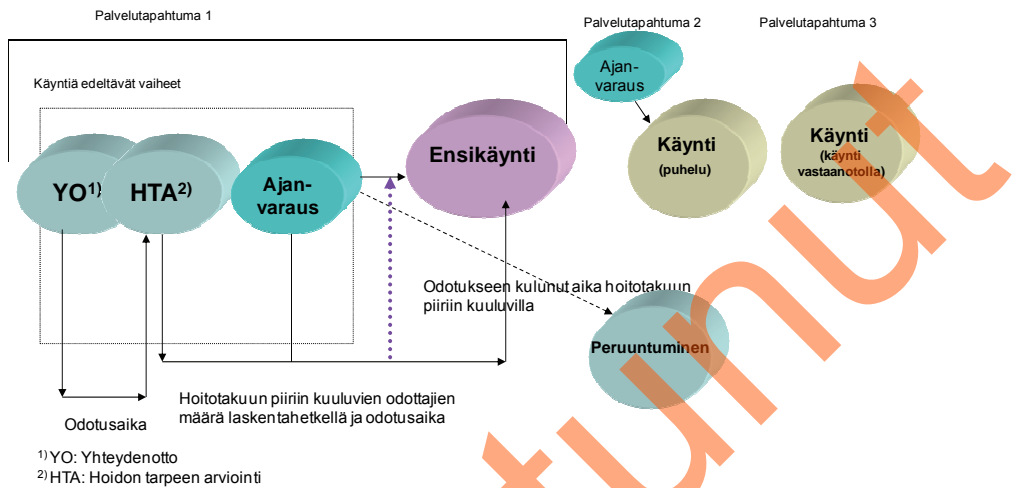 Palvelutapahtuma 1
Palvelutapahtuma 2
Palvelutapahtuma 3
Käyntiä edeltävät vaiheet
YO1)
HTA2)
Ajan-
varaus
Ensikäynti
Ajan-
varaus
Käynti
(puhelu)
Käynti
(käynti
vastaanotolla)
Odotukseen kulunut aika hoitotakuun
piiriin kuuluvilla
Peruuntuminen
Odotusaika
Hoitotakuun piiriin kuuluvien odottajien
määrä laskentahetkellä ja odotusaika
1) YO: Yhteydenotto
2) HTA: Hoidon tarpeen arviointi
tunut